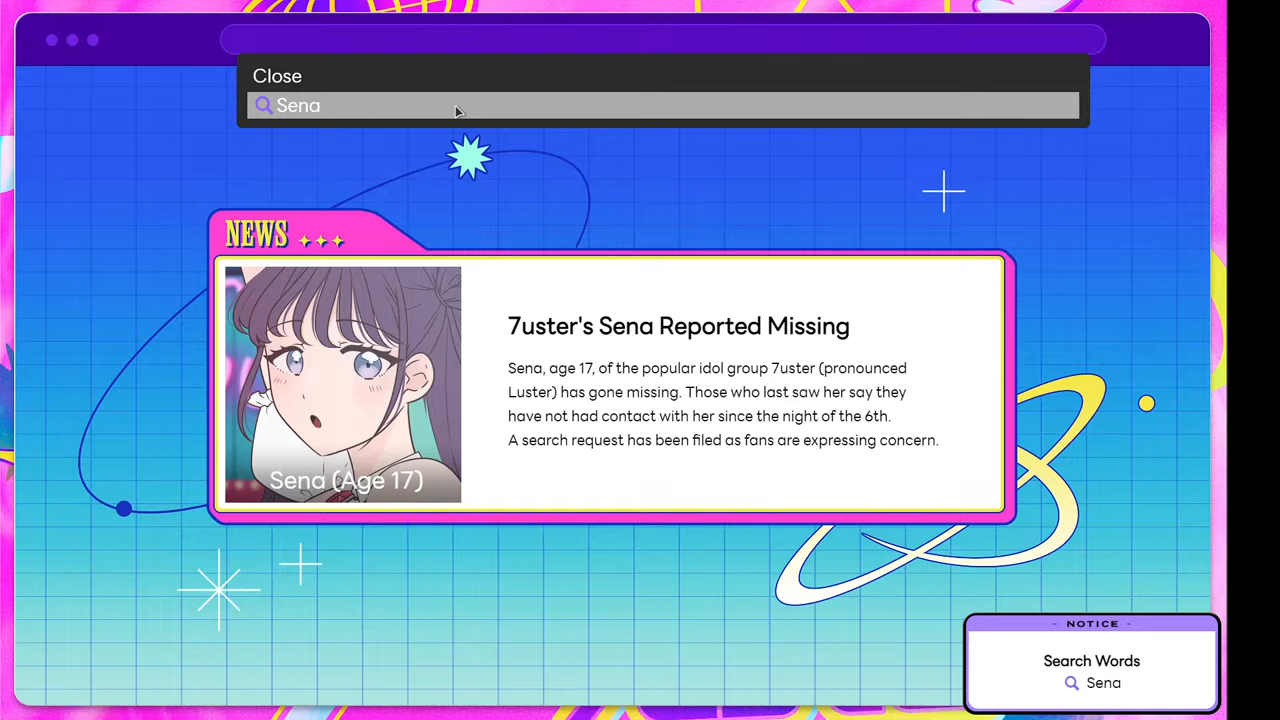 Close
Sena
NEWS
7uster's Sena Reported Missing
Sena, age 17, of the popular idol group 7uster (pronounced
Luster) has gone missing. Those who last saw her say they
have not had contact with her since the night of the 6th.
A search request has been filed as fans are expressing concern.
Sena (Age 17)
- NOTICE -
Search Words
Sena